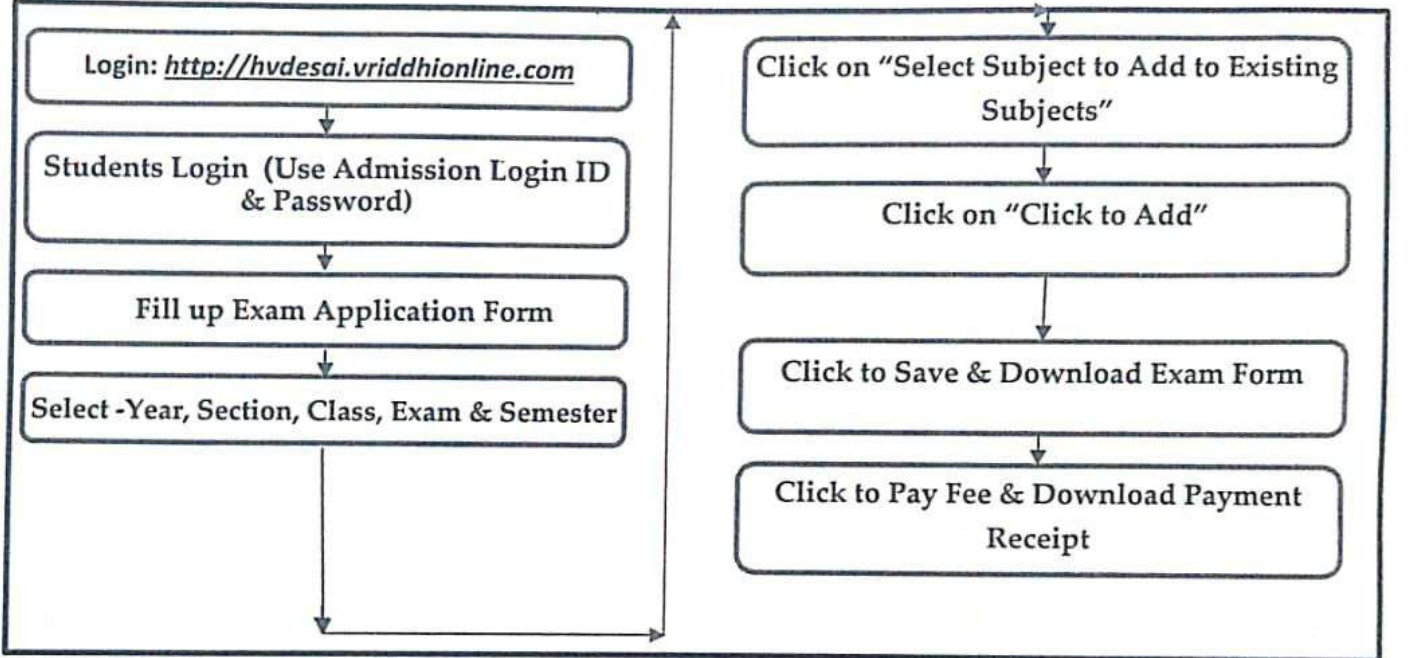 Login: http://hvdesai.vriddhionline.com
Students Login (Use Admission Login ID
& Password)
Fill up Exam Application Form
Select -Year, Section, Class, Exam & Semester
Click on "Select Subject to Add to Existing
Subjects"
Click on "Click to Add"
Click to Save & Download Exam Form
Click to Pay Fee & Download Payment
Receipt